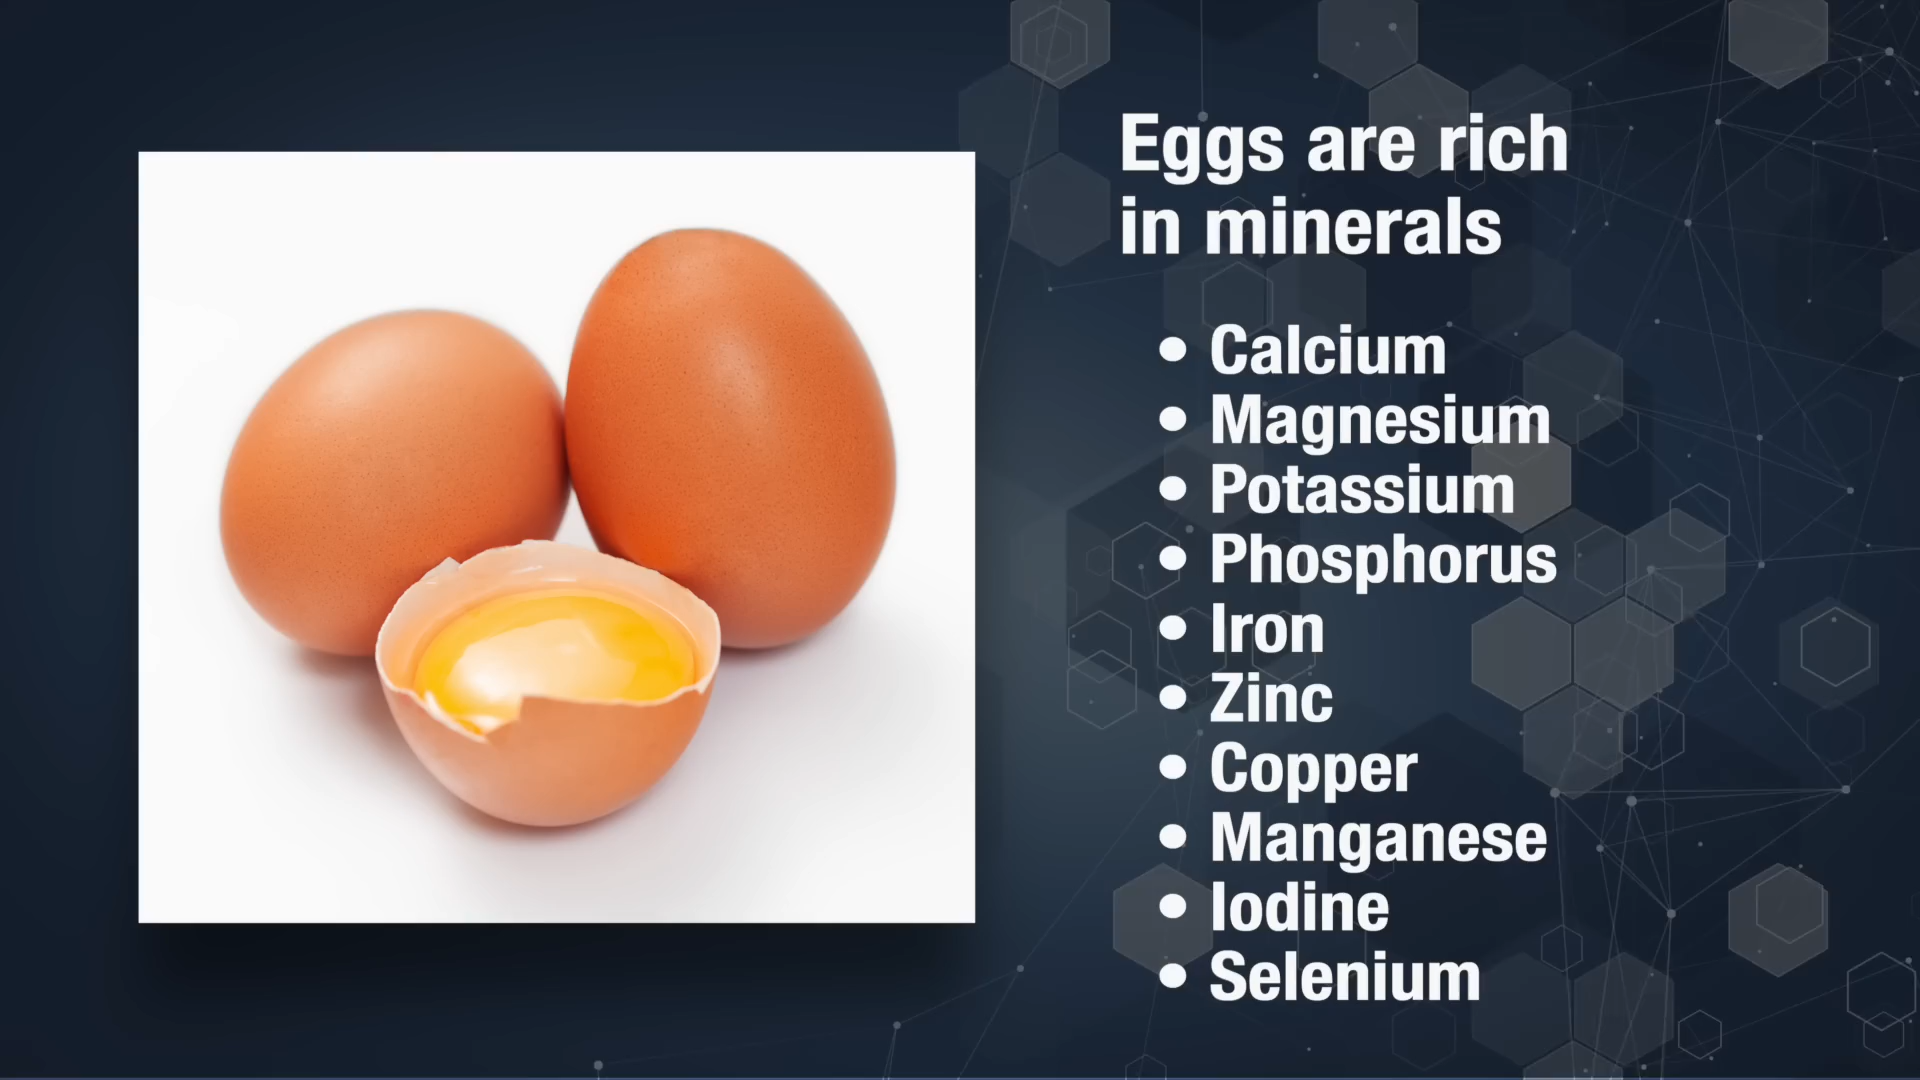 Eggs are rich
in minerals
• Calcium
• Magnesium
• Potassium
• Phosphorus
• Iron
• Zinc
• Copper
• Manganese
• Iodine
• Selenium